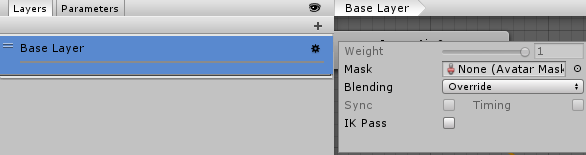 Layers Parameters
Base Layer
Base Layer
Weight 1
Mask None (Avatar Mask
Blending Override
Sync Timing
IK Pass